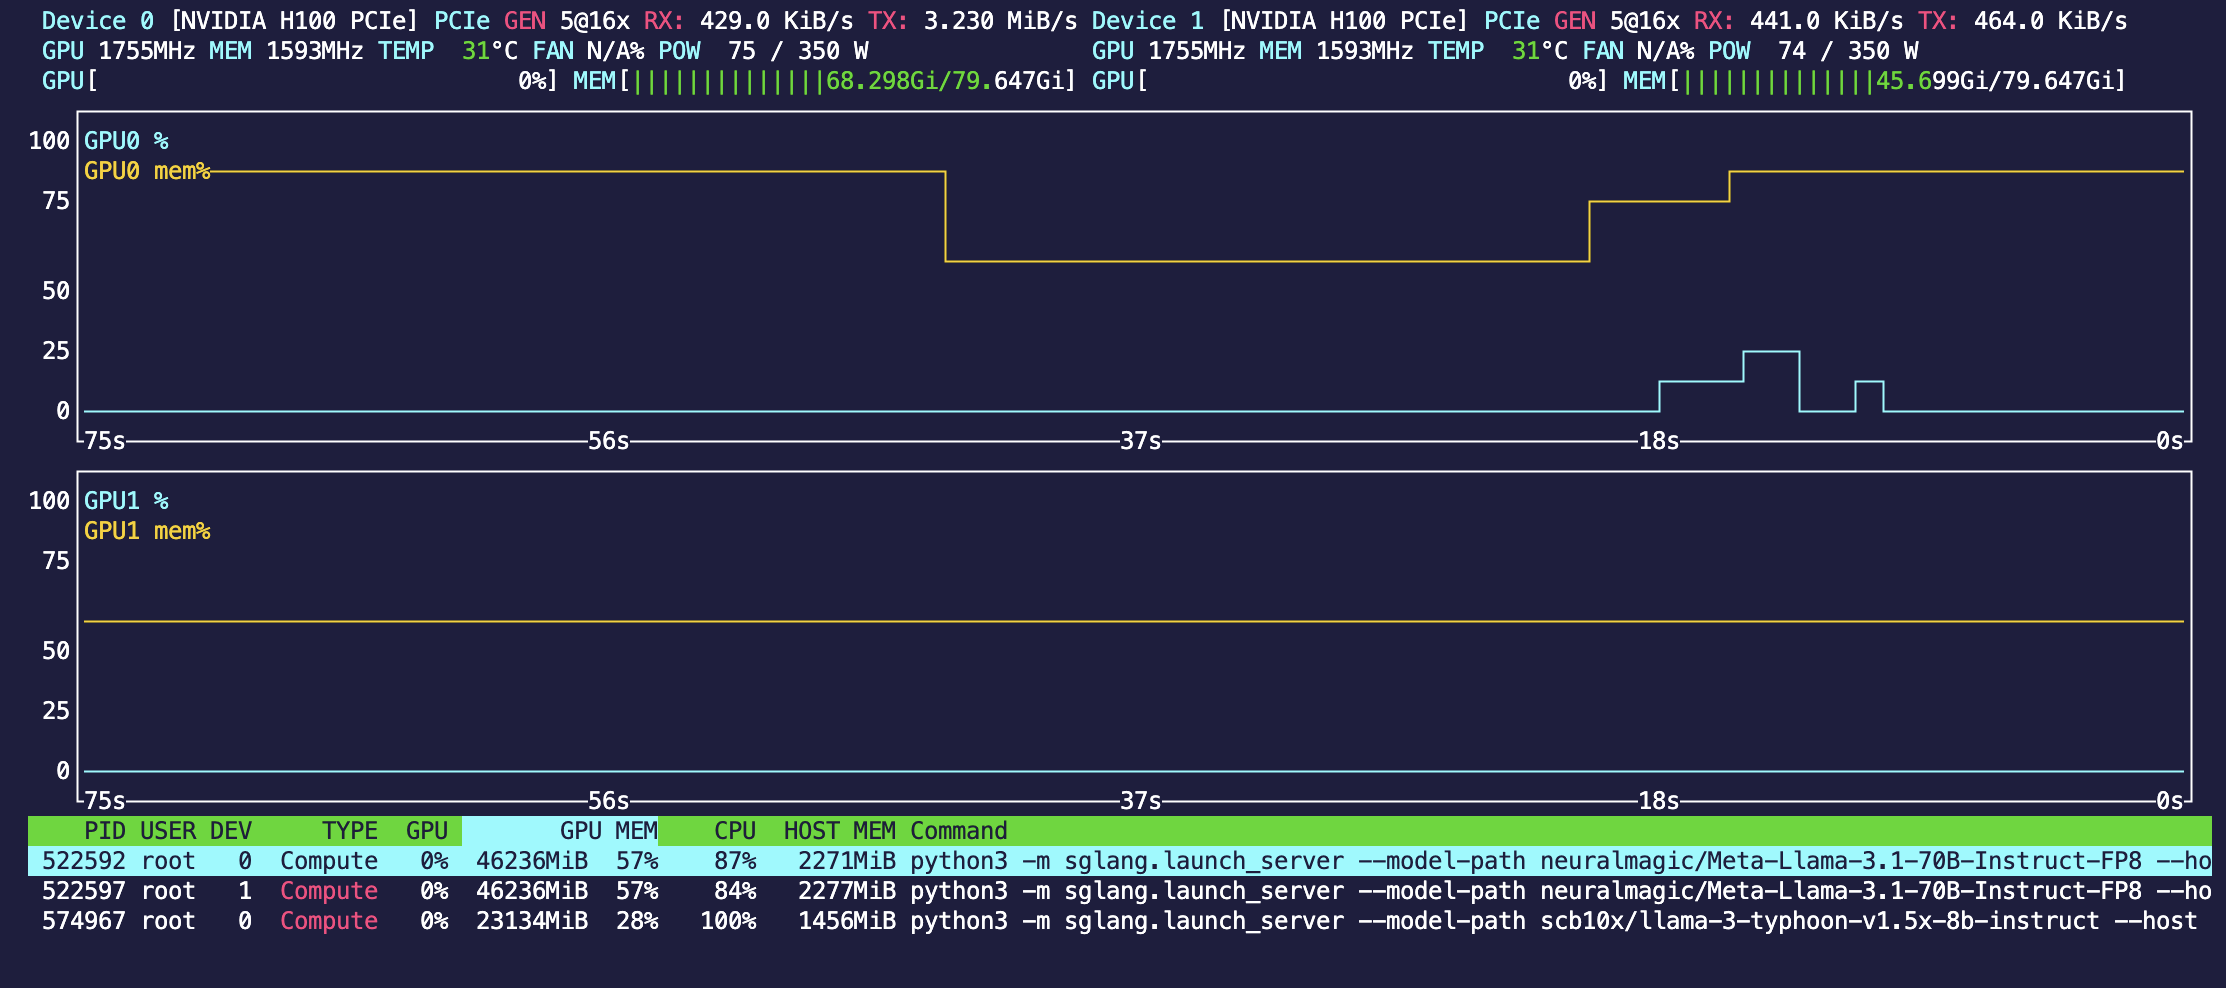 Device 0 [NVIDIA H100 PCIe] PCIe GEN 5@16x RX: 429.0 KiB/s TX: 3.230 MiB/s Device 1 [NVIDIA H100 PCIe] PCIe GEN 5@16x RX: 441.0 KiB/s TX: 464.0 KiB/s
GPU 1755MHz MEM 1593MHz TEMP 31°C FAN N/A% POW 75 / 350 W GPU 1755MHz MEM 1593MHz TEMP 31°C FAN N/A% POW 74 / 350 W
GPU[ 0%] MEM[||||||||||||||68.298Gi/79.647Gi] GPU[ 0%] MEM[||||||||||||||45.699Gi/79.647Gi]
100 GPU0 %
GPU0 mem%
75
50
25
0
75s 56s 37s 18s 0s
100 GPU1 %
GPU1 mem%
75
50
25
0
75s 56s 37s 18s 0s
PID USER DEV TYPE GPU GPU MEM CPU HOST MEM Command
522592 root 0 Compute 0% 46236MiB 57% 87% 2271MiB python3 -m sglang.launch_server --model-path neuralmagic/Meta-Llama-3.1-70B-Instruct-FP8 --ho
522597 root 1 Compute 0% 46236MiB 57% 84% 2277MiB python3 -m sglang.launch_server --model-path neuralmagic/Meta-Llama-3.1-70B-Instruct-FP8 --ho
574967 root 0 Compute 0% 23134MiB 28% 100% 1456MiB python3 -m sglang.launch_server --model-path scb10x/llama-3-typhoon-v1.5x-8b-instruct --host